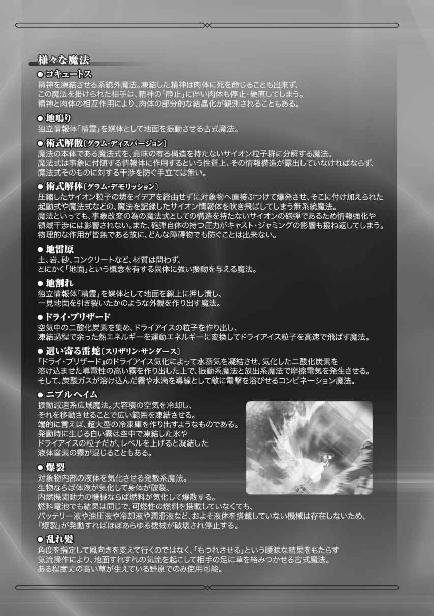 様々な魔法
●コキュートス
精神を凍結させる系統外魔法。凍結した精神は肉体に死を命じることも出来ず、
この魔法を掛けられた相手は、精神の「静止」に伴い肉体も停止・硬直してしまう。
精神と肉体の相互作用により、肉体の部分的な結晶化が観測されることもある。
●地鳴り
独立情報体「精霊」を媒体として地面を振動させる古式魔法。
●術式解散[グラム・ディスパージョン]
魔法の本体である魔法式を、意味の有る構造を持たないサイオン粒子群に分解する魔法。
魔法式は事象に付随する情報体に作用するという性質上、その情報構造が露出していなければならず、
魔法式そのものに対する干渉を防ぐ手立ては無い。
●術式解体[グラム・デモリッション]
圧縮したサイオン粒子の塊をイデアを経由せずに対象物へ直接ぶつけて爆発させ、そこに付け加えられた
起動式や魔法式などの、魔法を記録したサイオン情報体を吹き飛ばしてしまう無系統魔法。
魔法といっても、事象改変の為の魔法式としての構造を持たないサイオンの砲弾であるため情報強化や
領域干渉には影響されない。また、砲弾自体の持つ圧力がキャスト・ジャミングの影響も撥ね返してしまう。
物理的な作用が皆無である故に、どんな障碍物でも防ぐことは出来ない。
●地雷原
土、岩、砂、コンクリートなど、材質は問わず、
とにかく「地面」という概念を有する固体に強い振動を与える魔法。
●地割れ
独立情報体「精霊」を媒体として地面を線上に押し潰し、
一見地面を引き裂いたかのような外観を作り出す魔法。
●ドライ・ブリザード
空気中の二酸化炭素を集め、ドライアイスの粒子を作り出し、
凍結過程で余った熱エネルギーを運動エネルギーに変換してドライアイス粒子を高速で飛ばす魔法。
●這い寄る雷蛇[スリザリン・サンダース]
『ドライ・ブリザード』のドライアイス気化によって水蒸気を凝結させ、気化した二酸化炭素を
溶け込ませた導電性の高い霧を作り出した上で、振動系魔法と放出系魔法で摩擦電気を発生させる。
そして、炭酸ガスが溶け込んだ霧や水滴を導線として敵に電撃を浴びせるコンビネーション魔法。
●ニブルヘイム
振動減速系広域魔法。大容積の空気を冷却し、
それを移動させることで広い範囲を凍結させる。
端的に言えば、超大型の冷凍庫を作り出すようなものである。
発動時に生じる白い霧は空中で凍結した氷や
ドライアイスの粒子だが、レベルを上げると凝結した
液体窒素の霧が混じることもある。
●爆裂
対象物内部の液体を気化させる発散系魔法。
生物ならば体液が気化して身体が破裂、
内燃機関動力の機械ならば燃料が気化して爆散する。
燃料電池でも結果は同じで、可燃性の燃料を搭載していなくても、
バッテリー液や油圧液や冷却液や潤滑液など、およそ液体を搭載していない機械は存在しないため、
『爆裂』が発動すればほぼあらゆる機械が破壊され停止する。
●乱れ髪
角度を指定して風向きを変えて行くのではなく、「もつれさせる」という曖昧な結果をもたらす
気流操作により、地面すれすれの気流を起こして相手の足に草を絡みつかせる古式魔法。
ある程度丈の高い草が生えている野原でのみ使用可能。